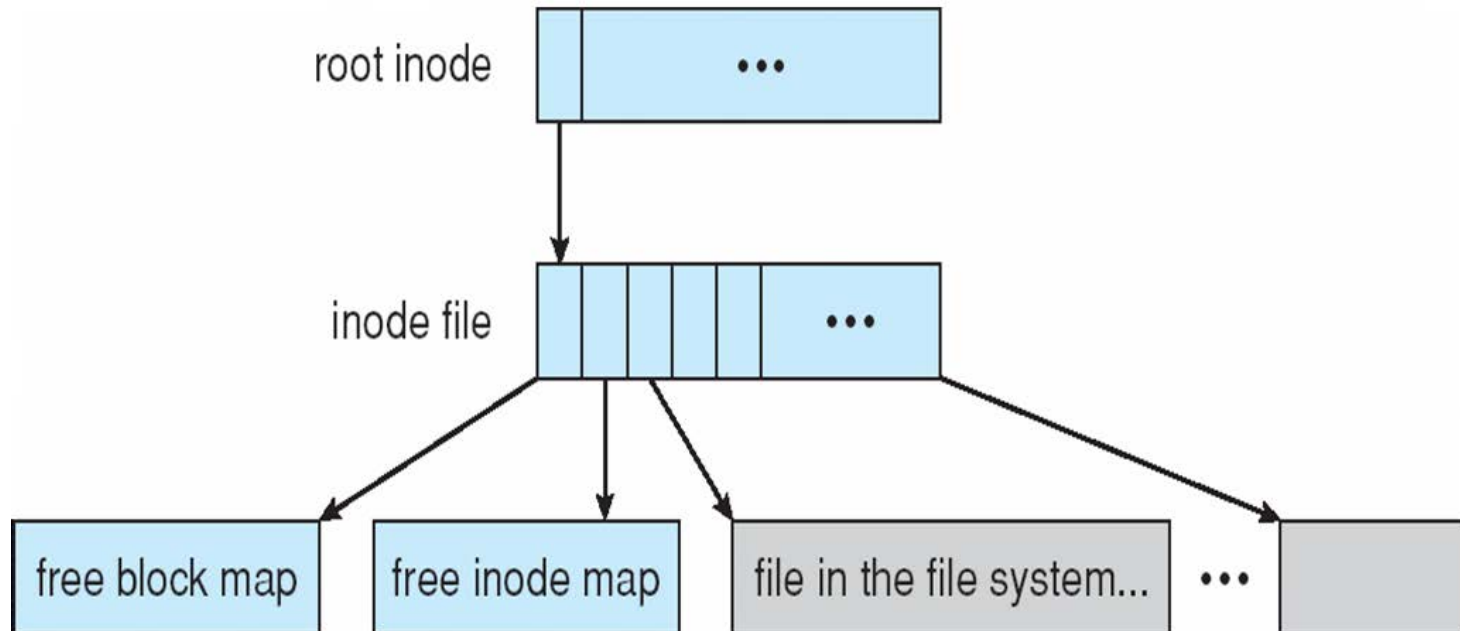 root inode
•••
inode file
•••
free block map
free inode map
file in the file system...
•••